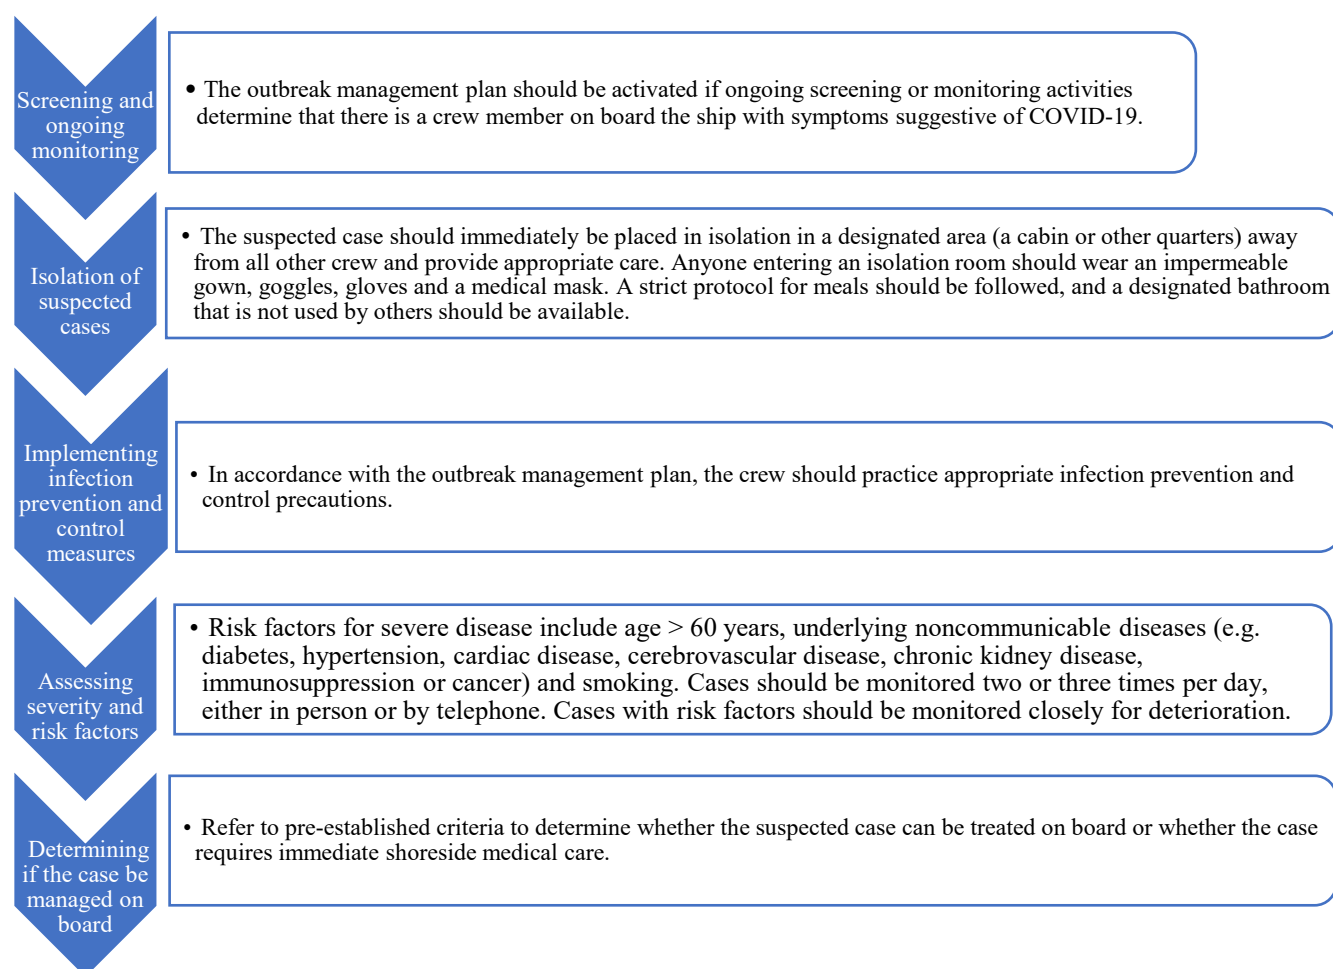 Screening and
ongoing
monitoring
• The outbreak management plan should be activated if ongoing screening or monitoring activities
determine that there is a crew member on board the ship with symptoms suggestive of COVID-19.
Isolation of
suspected
cases
• The suspected case should immediately be placed in isolation in a designated area (a cabin or other quarters) away
from all other crew and provide appropriate care. Anyone entering an isolation room should wear an impermeable
gown, goggles, gloves and a medical mask. A strict protocol for meals should be followed, and a designated bathroom
that is not used by others should be available.
Implementing
infection
prevention and
control
measures
• In accordance with the outbreak management plan, the crew should practice appropriate infection prevention and
control precautions.
Assessing
severity and
risk factors
• Risk factors for severe disease include age > 60 years, underlying noncommunicable diseases (e.g.
diabetes, hypertension, cardiac disease, cerebrovascular disease, chronic kidney disease,
immunosuppression or cancer) and smoking. Cases should be monitored two or three times per day,
either in person or by telephone. Cases with risk factors should be monitored closely for deterioration.
Determining
if the case be
managed on
board
• Refer to pre-established criteria to determine whether the suspected case can be treated on board or whether the case
requires immediate shoreside medical care.